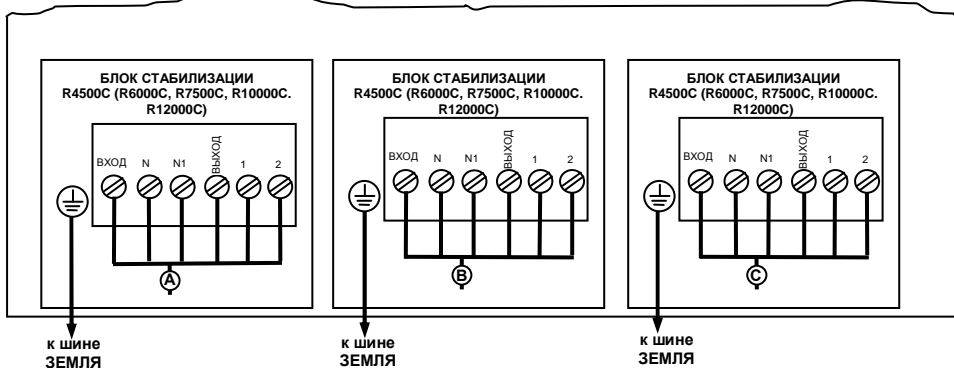 БЛОК СТАБИЛИЗАЦИИ
R4500C (R6000C, R7500C, R10000C.
R12000C)
ВХОД N N1 ВЫХОД 1 2
A
к шине
ЗЕМЛЯ
БЛОК СТАБИЛИЗАЦИИ
R4500C (R6000C, R7500C, R10000C.
R12000C)
ВХОД N N1 ВЫХОД 1 2
B
к шине
ЗЕМЛЯ
БЛОК СТАБИЛИЗАЦИИ
R4500C (R6000C, R7500C, R10000C.
R12000C)
ВХОД N N1 ВЫХОД 1 2
C
к шине
ЗЕМЛЯ